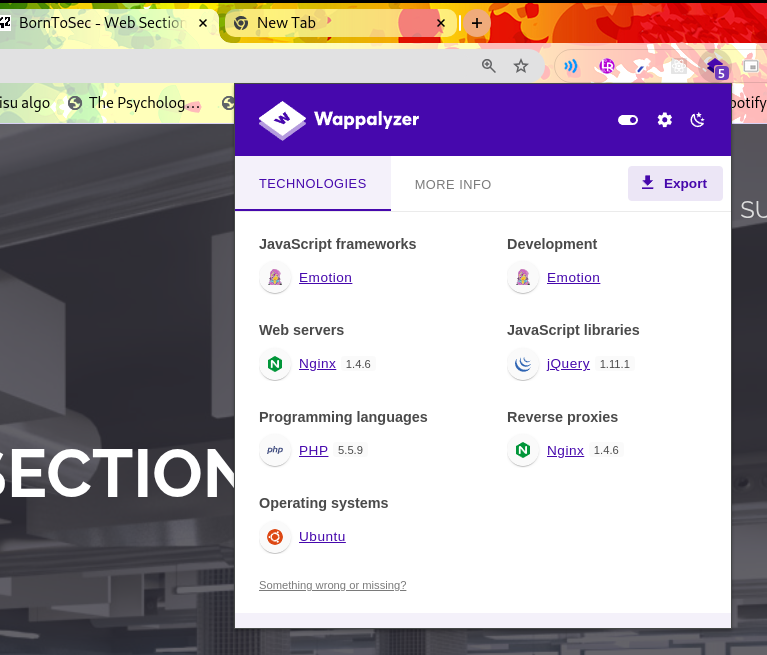 BornToSec - Web Section
New Tab
5
isu algo
The Psycholog...
potify
Wappalyzer
TECHNOLOGIES
MORE INFO
Export
SU
JavaScript frameworks
Development
Emotion
Emotion
Web servers
JavaScript libraries
Nginx 1.4.6
jQuery 1.11.1
Programming languages
Reverse proxies
php PHP 5.5.9
Nginx 1.4.6
SECTION
Operating systems
Ubuntu
Something wrong or missing?